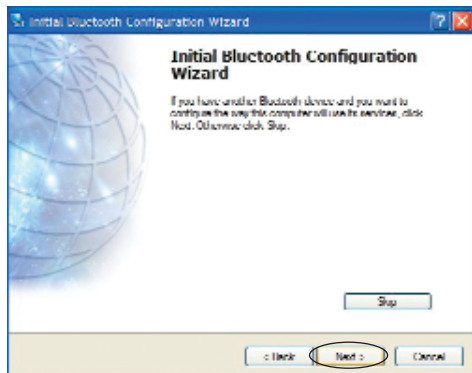 Initial Bluetooth Configuration Wizard
Initial Bluetooth Configuration
Wizard
If you have another Bluetooth device and you want to
configure the way this computer will use its services, click
Next. Otherwise click Skip.
Skip
< Back Next > Cancel